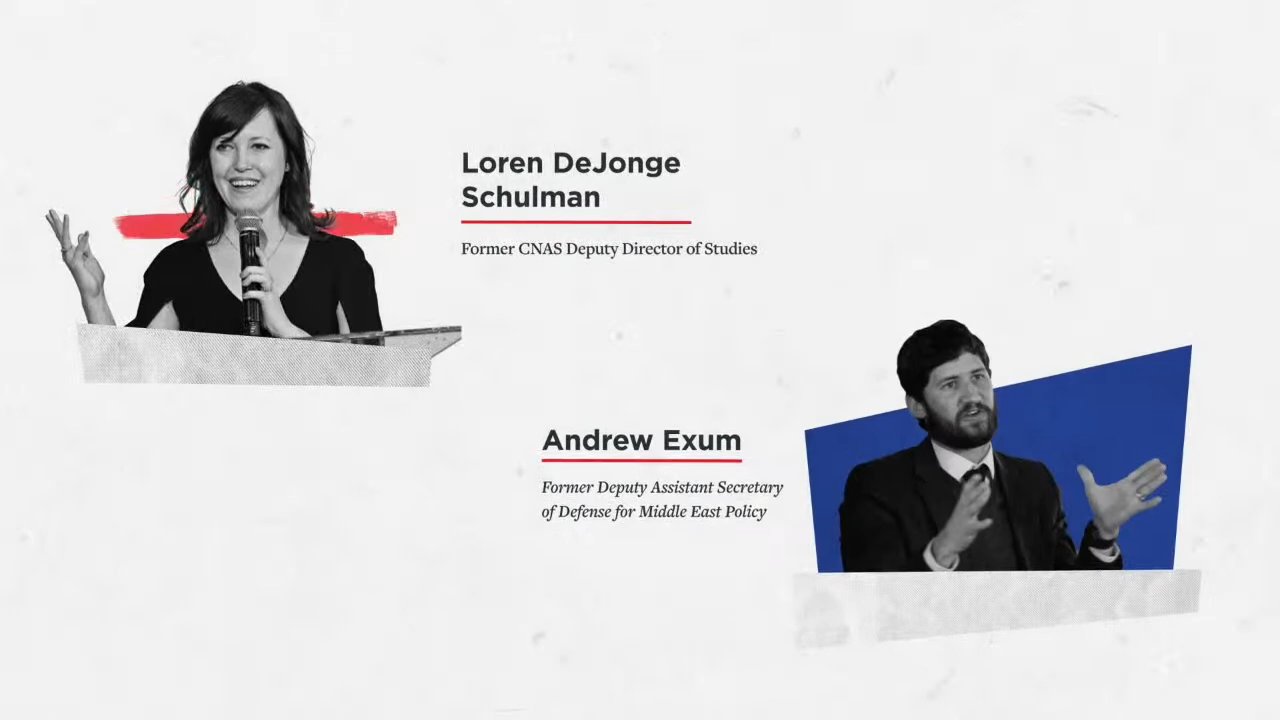 Loren DeJonge
Schulman
Former CNAS Deputy Director of Studies
Andrew Exum
Former Deputy Assistant Secretary
of Defense for Middle East Policy